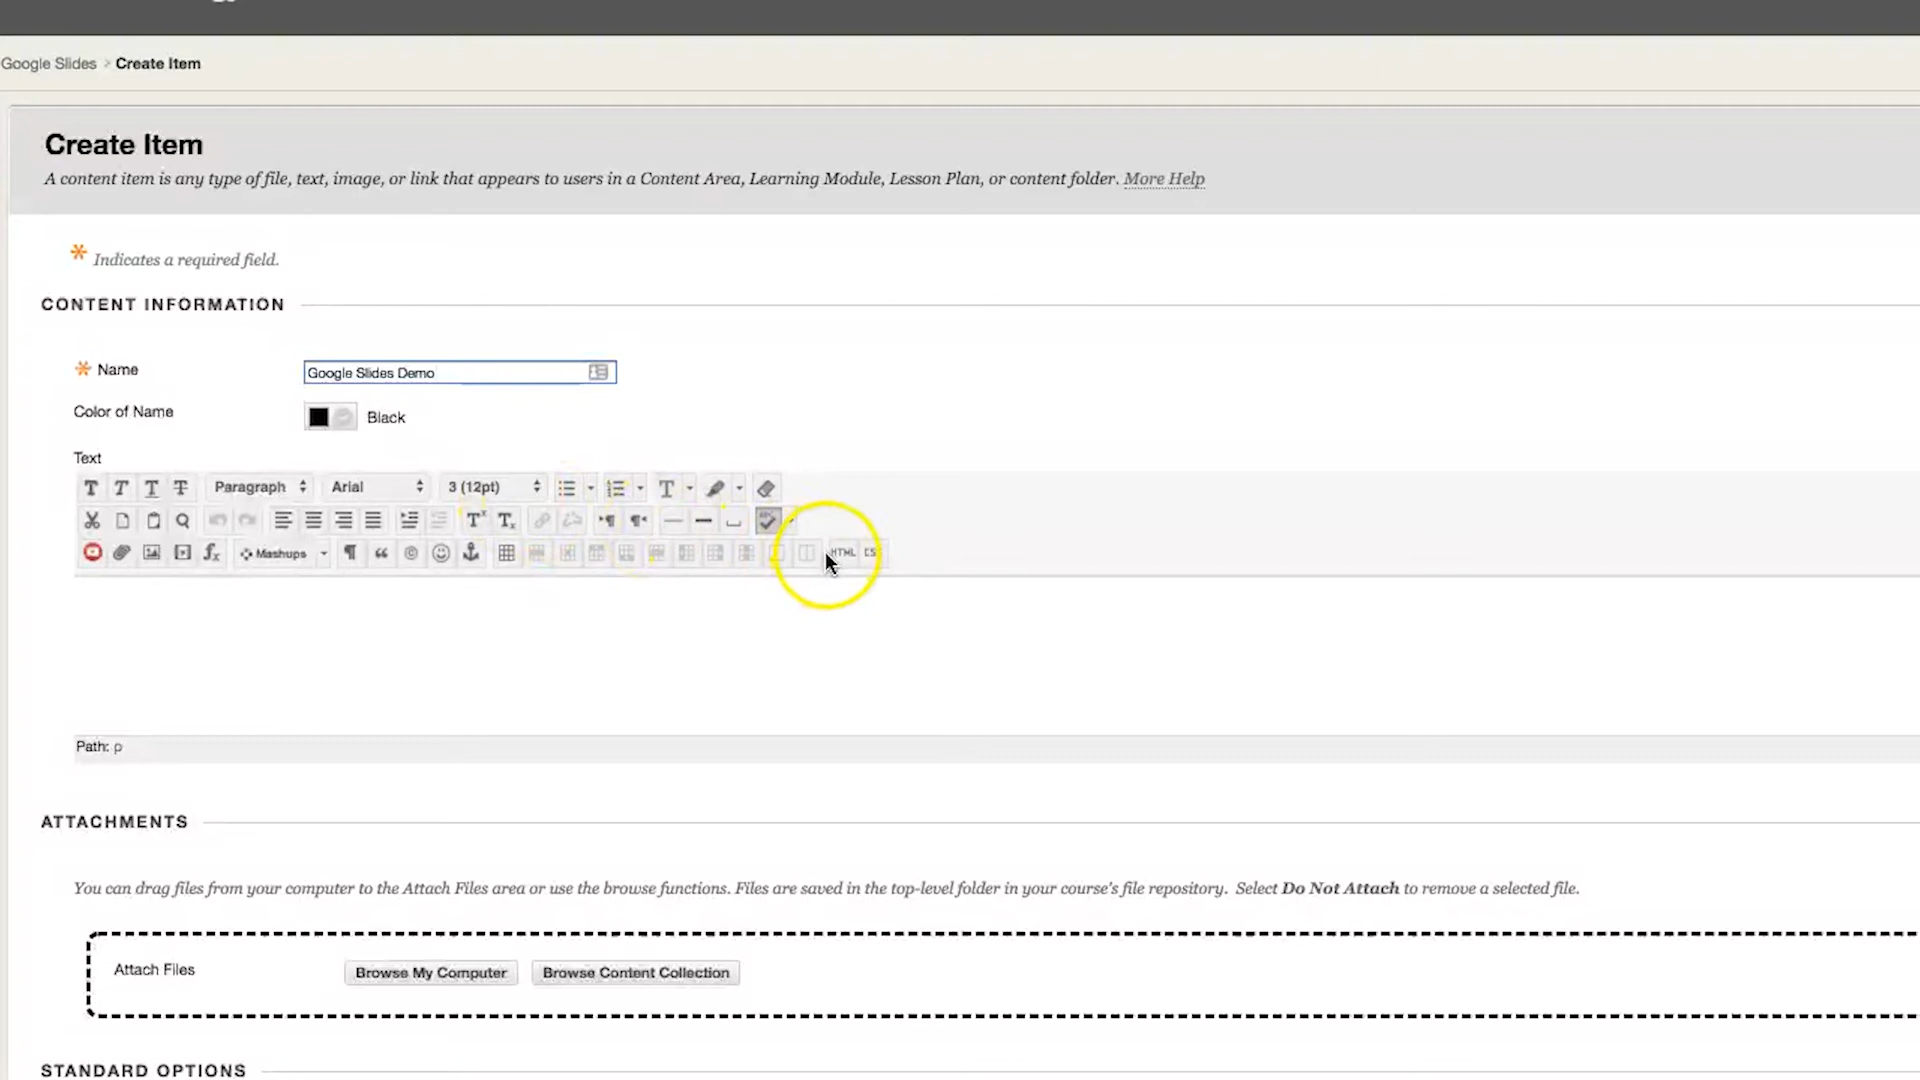 Google Slides > Create Item
Create Item
A content item is any type of file, text, image, or link that appears to users in a Content Area, Learning Module, Lesson Plan, or content folder. More Help
* Indicates a required field.
CONTENT INFORMATION
* Name
Google Slides Demo
Color of Name
Black
Text
T T T T Paragraph Arial 3 (12pt)
Mashups HTML CS
Path: p
ATTACHMENTS
You can drag files from your computer to the Attach Files area or use the browse functions. Files are saved in the top-level folder in your course's file repository. Select Do Not Attach to remove a selected file.
Attach Files Browse My Computer Browse Content Collection
STANDARD OPTIONS